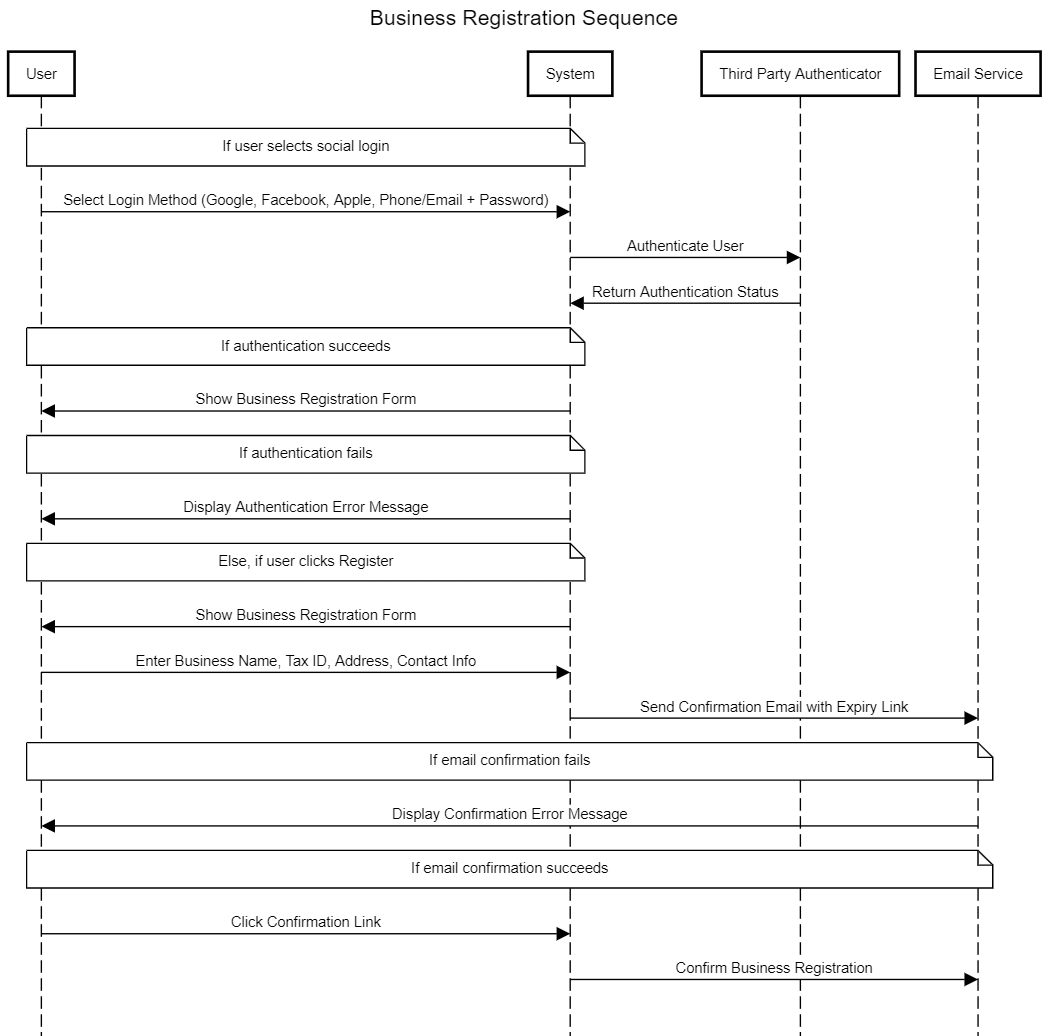 Business Registration Sequence
User
System
Third Party Authenticator
Email Service
If user selects social login
Select Login Method (Google, Facebook, Apple, Phone/Email + Password)
Authenticate User
Return Authentication Status
If authentication succeeds
Show Business Registration Form
If authentication fails
Display Authentication Error Message
Else, if user clicks Register
Show Business Registration Form
Enter Business Name, Tax ID, Address, Contact Info
Send Confirmation Email with Expiry Link
If email confirmation fails
Display Confirmation Error Message
If email confirmation succeeds
Click Confirmation Link
Confirm Business Registration